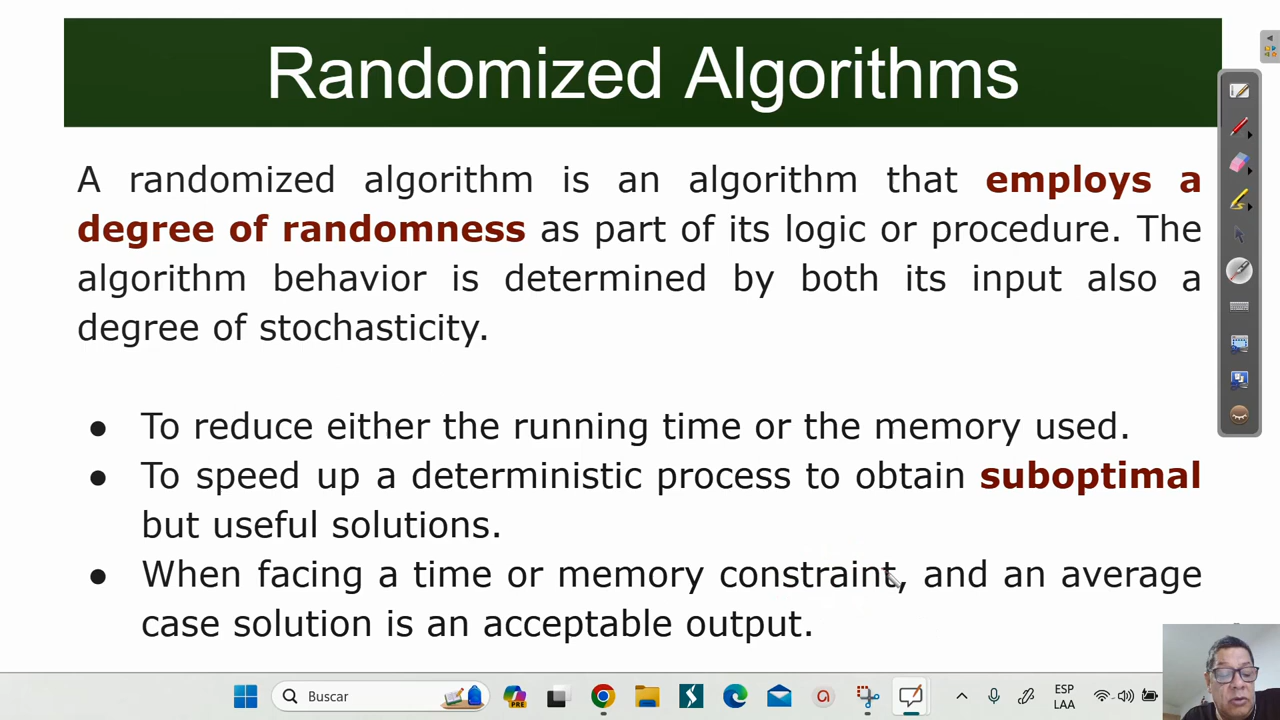 Randomized Algorithms
A randomized algorithm is an algorithm that employs a
degree of randomness as part of its logic or procedure. The
algorithm behavior is determined by both its input also a
degree of stochasticity.
● To reduce either the running time or the memory used.
● To speed up a deterministic process to obtain suboptimal
but useful solutions.
● When facing a time or memory constraint, and an average
case solution is an acceptable output.
Buscar
PRE
ESP
LAA